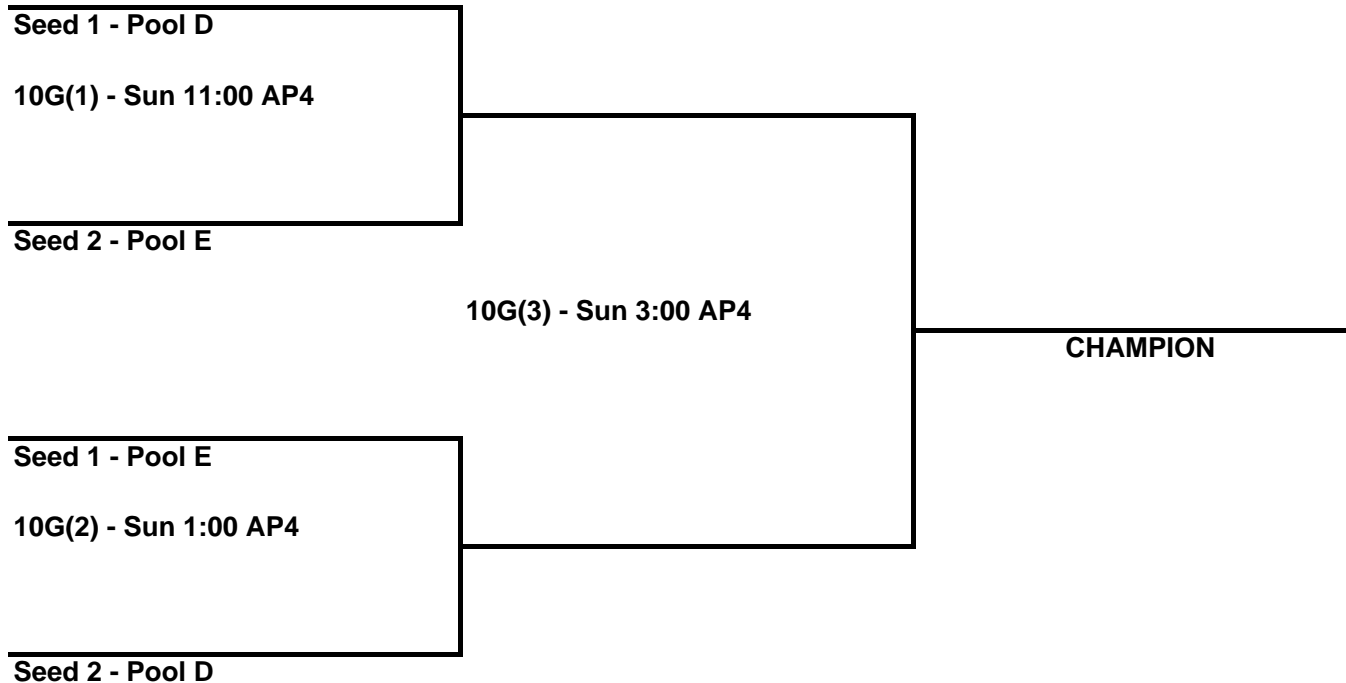 Seed 1 - Pool D
10G(1) - Sun 11:00 AP4
Seed 2 - Pool E
10G(3) - Sun 3:00 AP4
CHAMPION
Seed 1 - Pool E
10G(2) - Sun 1:00 AP4
Seed 2 - Pool D